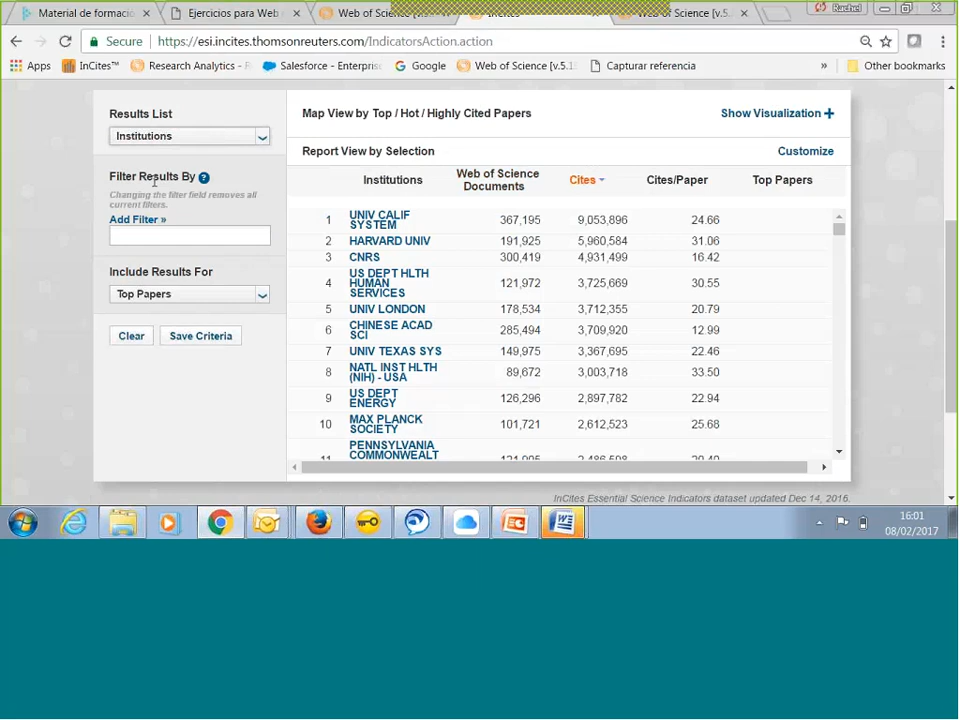 Material de formació
Ejercicios para Web
Web of Science [v.5.
Web of Science [v.5.
Rachel
Secure
https://esi.incites.thomsonreuters.com/IndicatorsAction.action
Apps
InCites™
Research Analytics -
Salesforce - Enterpris
Google
Web of Science [v.5.1
Capturar referencia
»
Other bookmarks
Results List
Institutions
Filter Results By ?
Changing the filter field removes all
current filters.
Add Filter »
Include Results For
Top Papers
Clear
Save Criteria
Map View by Top / Hot / Highly Cited Papers
Show Visualization +
Report View by Selection
Customize
Institutions
Web of Science
Documents
Cites
Cites/Paper
Top Papers
1 UNIV CALIF SYSTEM 367,195 9,053,896 24.66
2 HARVARD UNIV 191,925 5,960,584 31.06
3 CNRS 300,419 4,931,499 16.42
4 US DEPT HLTH HUMAN SERVICES 121,972 3,725,669 30.55
5 UNIV LONDON 178,534 3,712,355 20.79
6 CHINESE ACAD SCI 285,494 3,709,920 12.99
7 UNIV TEXAS SYS 149,975 3,367,695 22.46
8 NATL INST HLTH (NIH) - USA 89,672 3,003,718 33.50
9 US DEPT ENERGY 126,296 2,897,782 22.94
10 MAX PLANCK SOCIETY 101,721 2,612,523 25.68
PENNSYLVANIA COMMONWEALT
InCites Essential Science Indicators dataset updated Dec 14, 2016.
16:01
08/02/2017